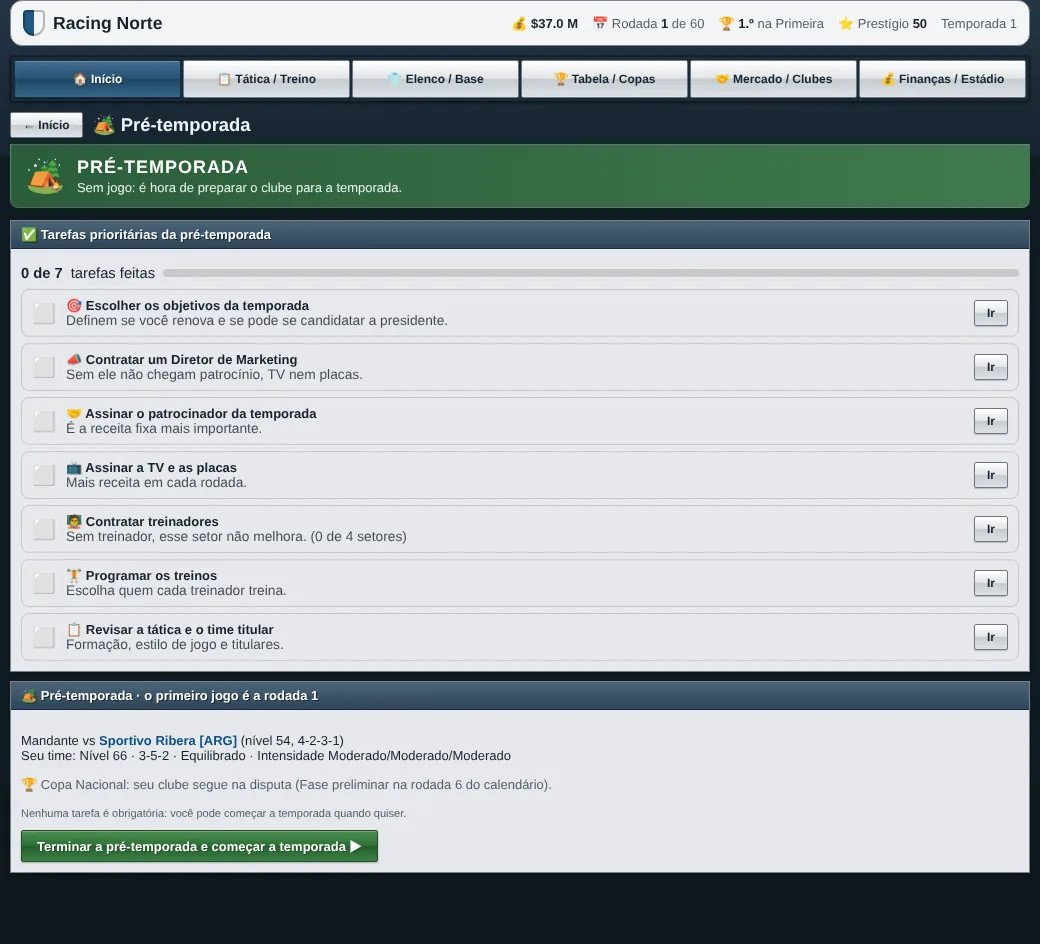 Racing Norte
$37.0 M
Rodada 1 de 60
1.º na Primeira
Prestígio 50
Temporada 1
Início
Tática / Treino
Elenco / Base
Tabela / Copas
Mercado / Clubes
Finanças / Estádio
← Início
Pré-temporada
PRÉ-TEMPORADA
Sem jogo: é hora de preparar o clube para a temporada.
Tarefas prioritárias da pré-temporada
0 de 7 tarefas feitas
Escolher os objetivos da temporada
Definem se você renova e se pode se candidatar a presidente.
Ir
Contratar um Diretor de Marketing
Sem ele não chegam patrocínio, TV nem placas.
Ir
Assinar o patrocinador da temporada
É a receita fixa mais importante.
Ir
Assinar a TV e as placas
Mais receita em cada rodada.
Ir
Contratar treinadores
Sem treinador, esse setor não melhora. (0 de 4 setores)
Ir
Programar os treinos
Escolha quem cada treinador treina.
Ir
Revisar a tática e o time titular
Formação, estilo de jogo e titulares.
Ir
Pré-temporada · o primeiro jogo é a rodada 1
Mandante vs Sportivo Ribera [ARG] (nível 54, 4-2-3-1)
Seu time: Nível 66 · 3-5-2 · Equilibrado · Intensidade Moderado/Moderado/Moderado
Copa Nacional: seu clube segue na disputa (Fase preliminar na rodada 6 do calendário).
Nenhuma tarefa é obrigatória: você pode começar a temporada quando quiser.
Terminar a pré-temporada e começar a temporada ▶